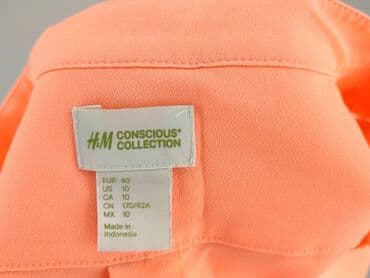 H&M CONSCIOUS*
COLLECTION
EUR 40
US 10
CA 10
CN 170/92A
MX 10
Made in
Indonesia